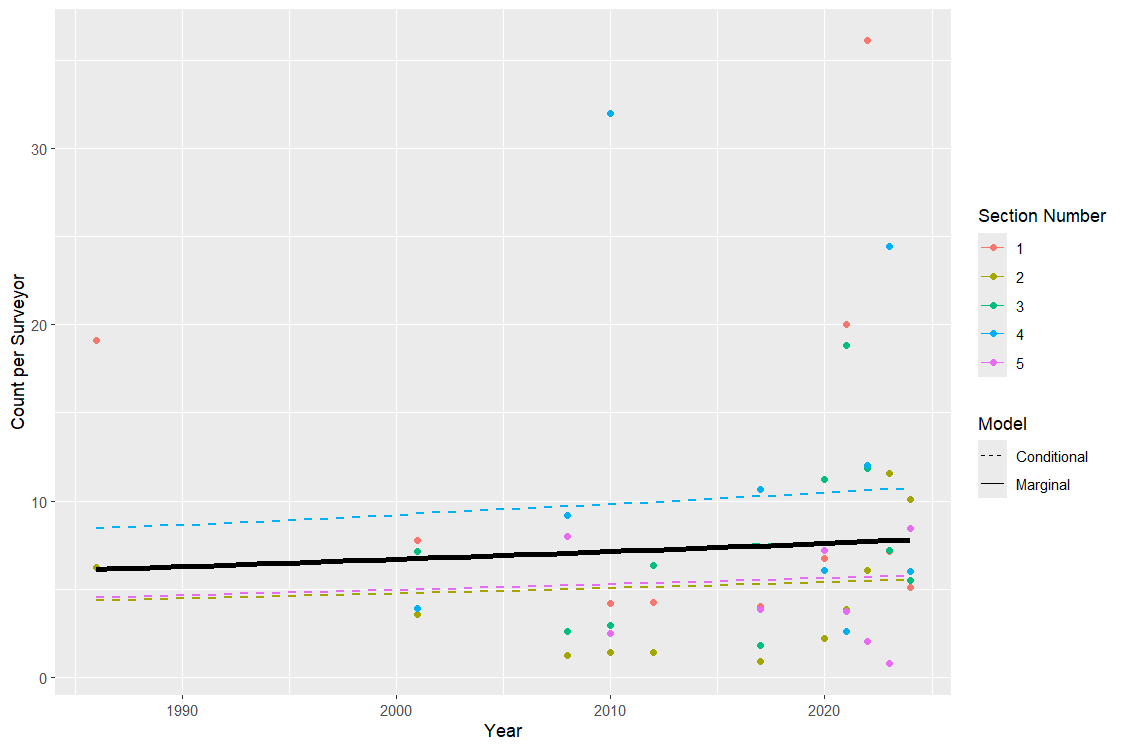 30
20
10
0
1990
2000
2010
2020
Year
Count per Surveyor
Section Number
1
2
3
4
5
Model
Conditional
Marginal